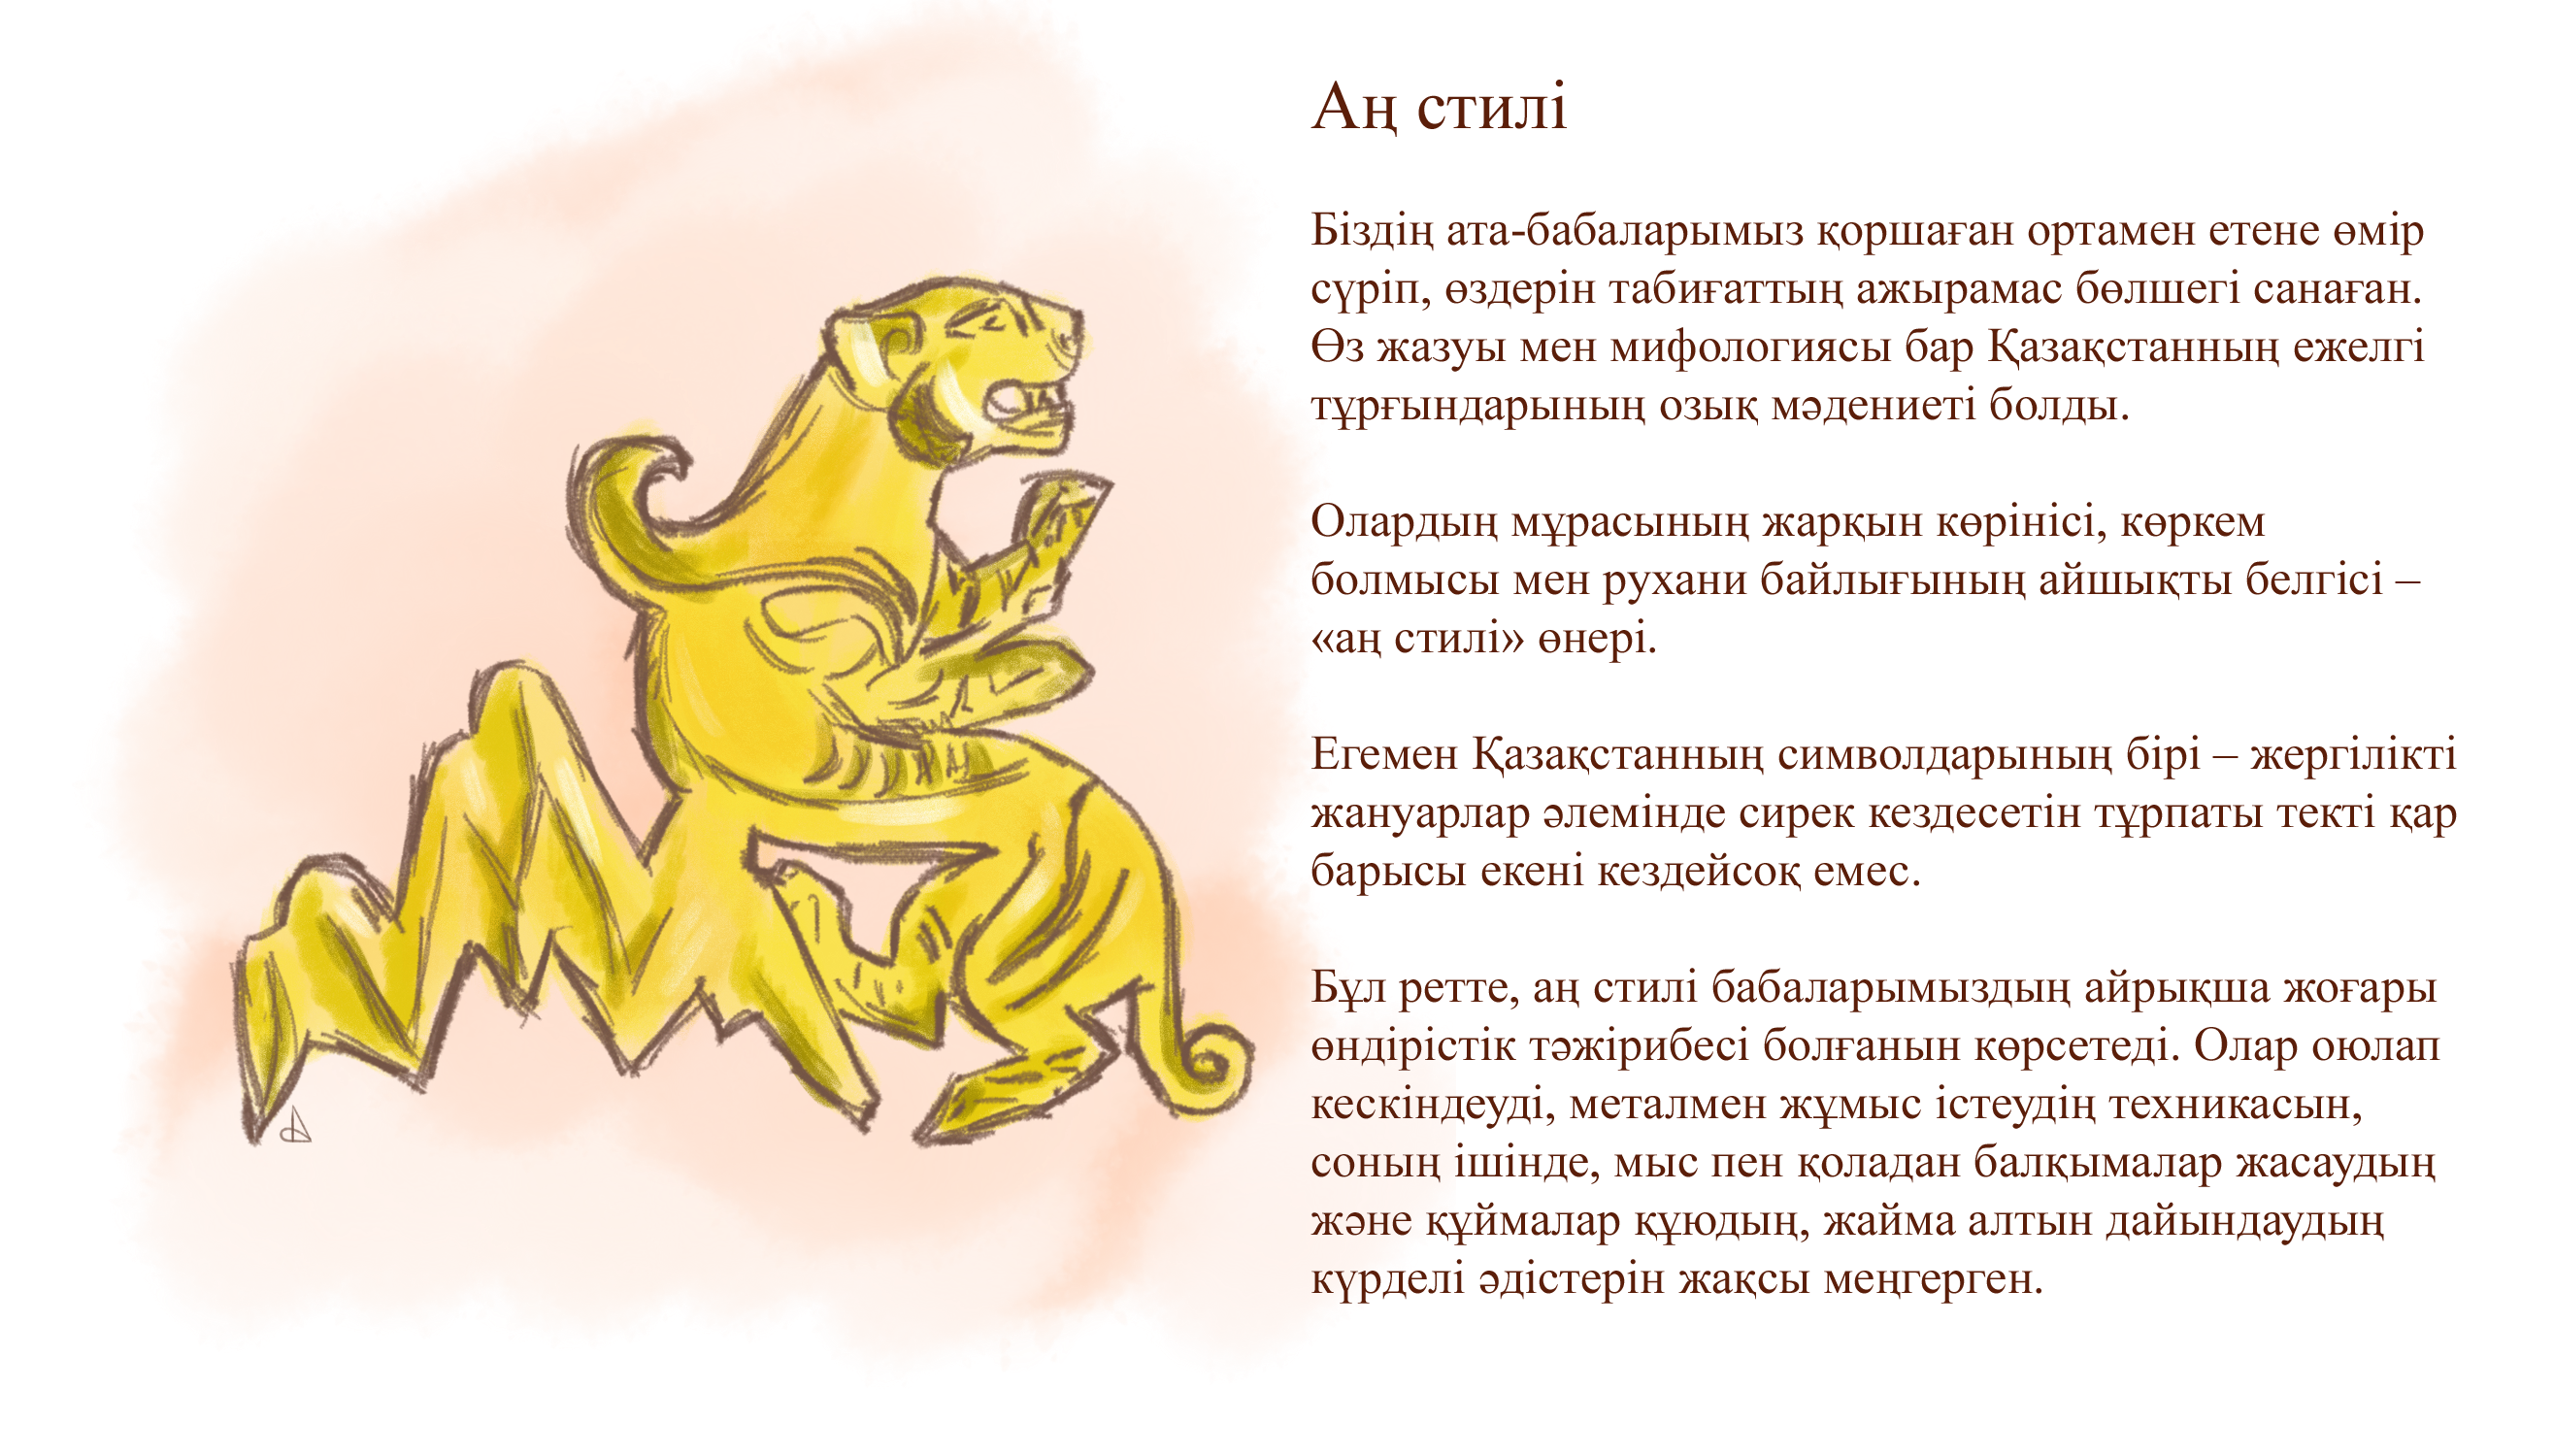 Аң стилі
Біздің ата-бабаларымыз қоршаған ортамен етене өмір
сүріп, өздерін табиғаттың ажырамас бөлшегі санаған.
Өз жазуы мен мифологиясы бар Қазақстанның ежелгі
тұрғындарының озық мәдениеті болды.
Олардың мұрасының жарқын көрінісі, көркем
болмысы мен рухани байлығының айшықты белгісі –
«аң стилі» өнері.
Егемен Қазақстанның символдарының бірі – жергілікті
жануарлар әлемінде сирек кездесетін тұрпаты текті қар
барысы екені кездейсоқ емес.
Бұл ретте, аң стилі бабаларымыздың айрықша жоғары
өндірістік тәжірибесі болғанын көрсетеді. Олар оюлап
кескіндеуді, металмен жұмыс істеудің техникасын,
соның ішінде, мыс пен қоладан балқымалар жасаудың
және құймалар құюдың, жайма алтын дайындаудың
күрделі әдістерін жақсы меңгерген.